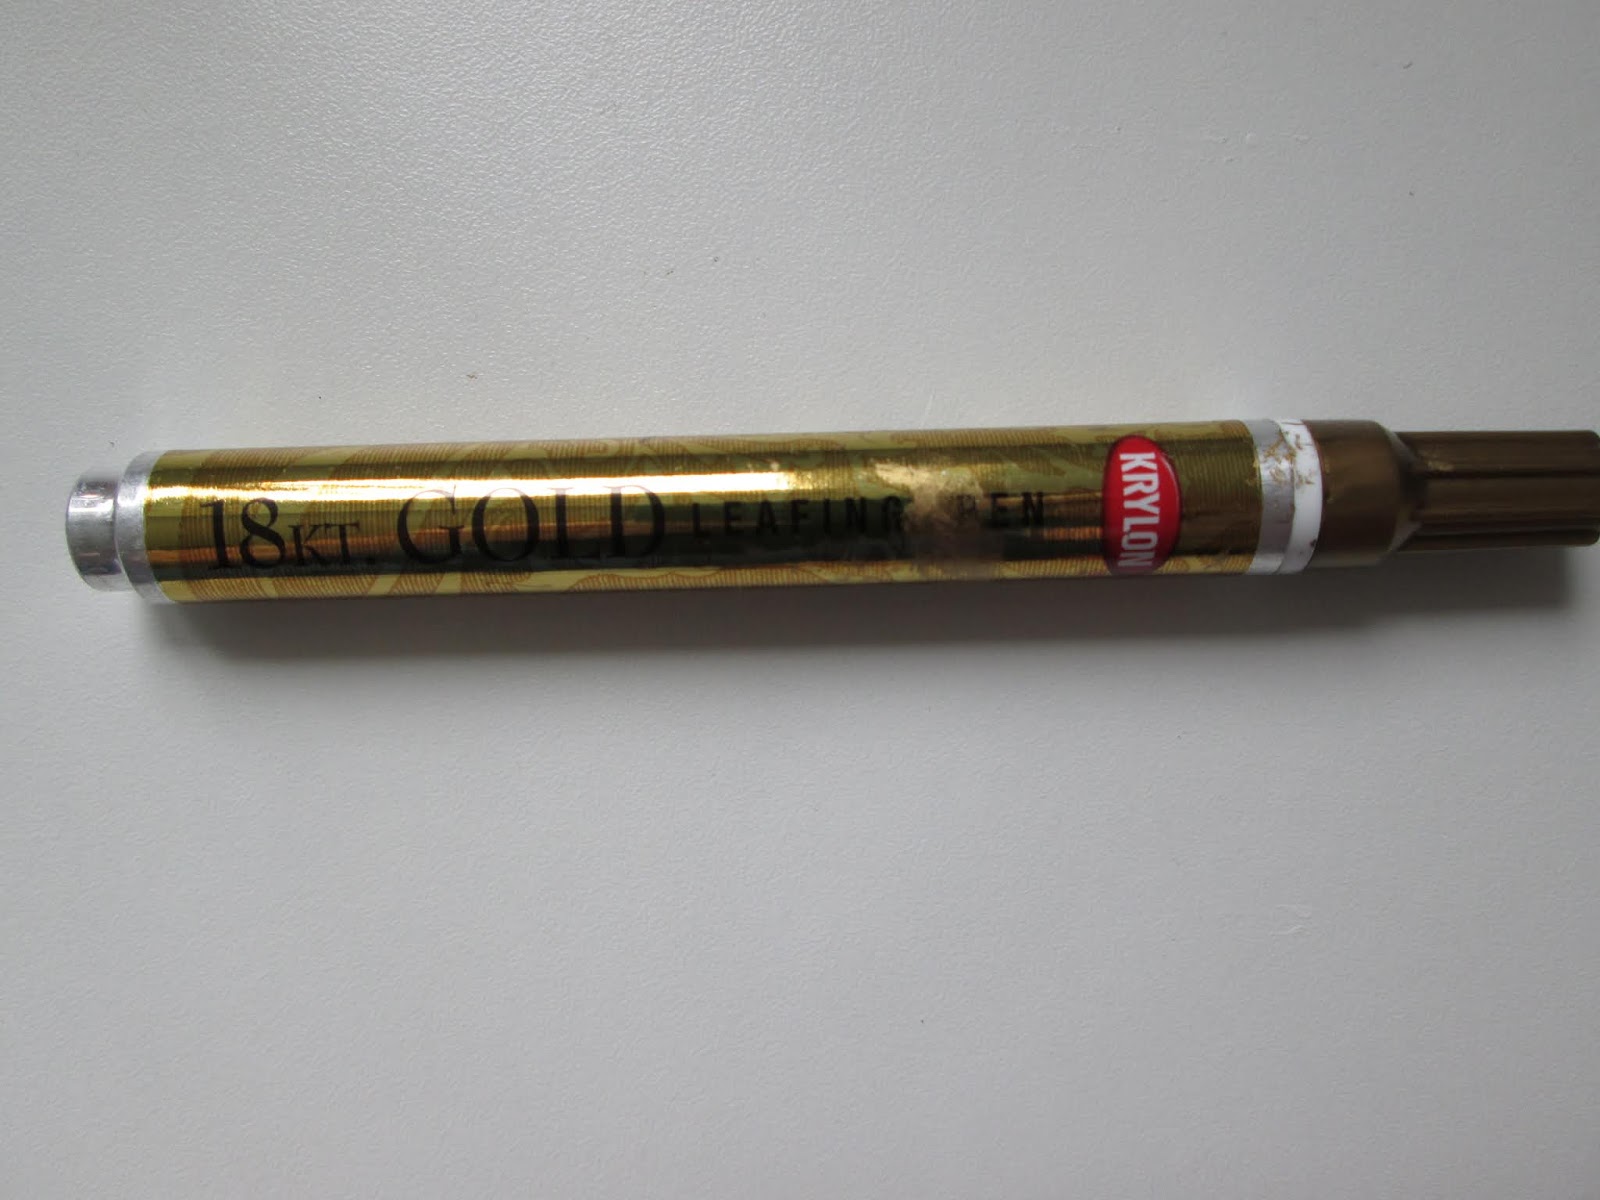 18KT. GOLD LEAFING PEN
KRYLON